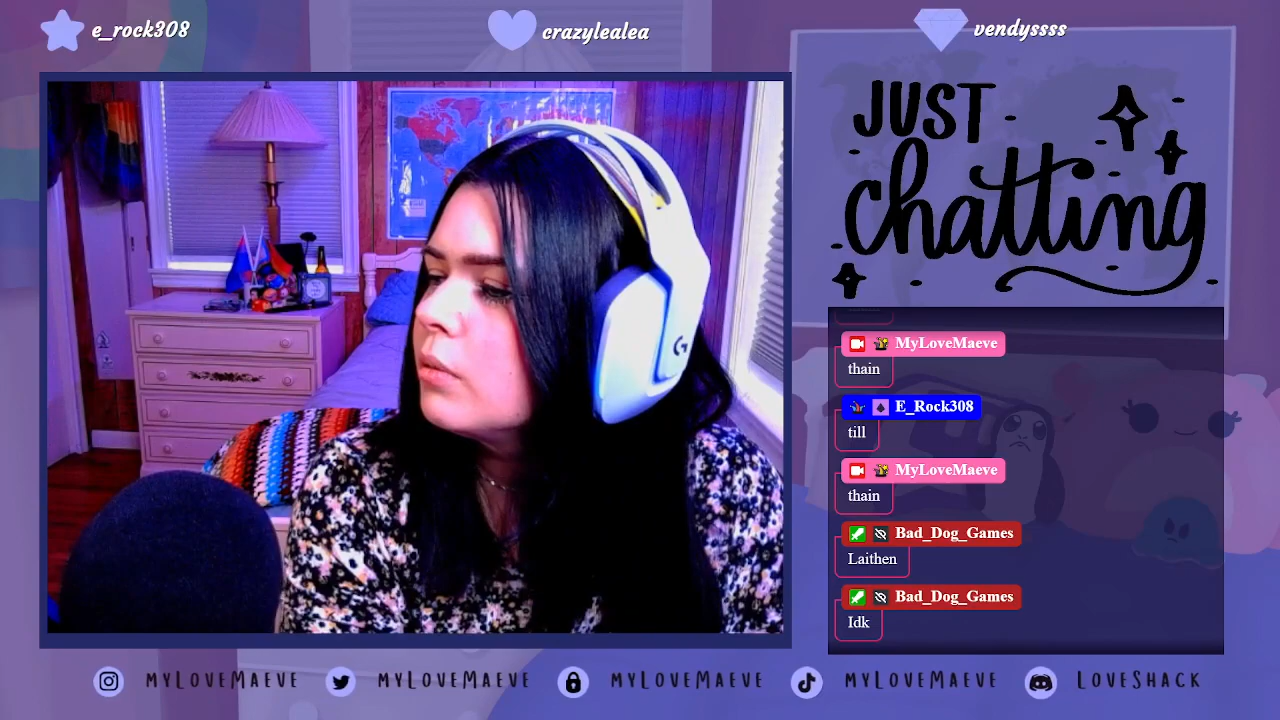 e_rock308
crazylealea
vendyssss
JUST
chatting
MyLoveMaeve
thain
E_Rock308
till
MyLoveMaeve
thain
Bad_Dog_Games
Laithen
Bad_Dog_Games
Idk
MYLOVEMAEVE
MYLOVEMAEVE
MYLOVEMAEVE
MYLOVEMAEVE
LOVESHACK